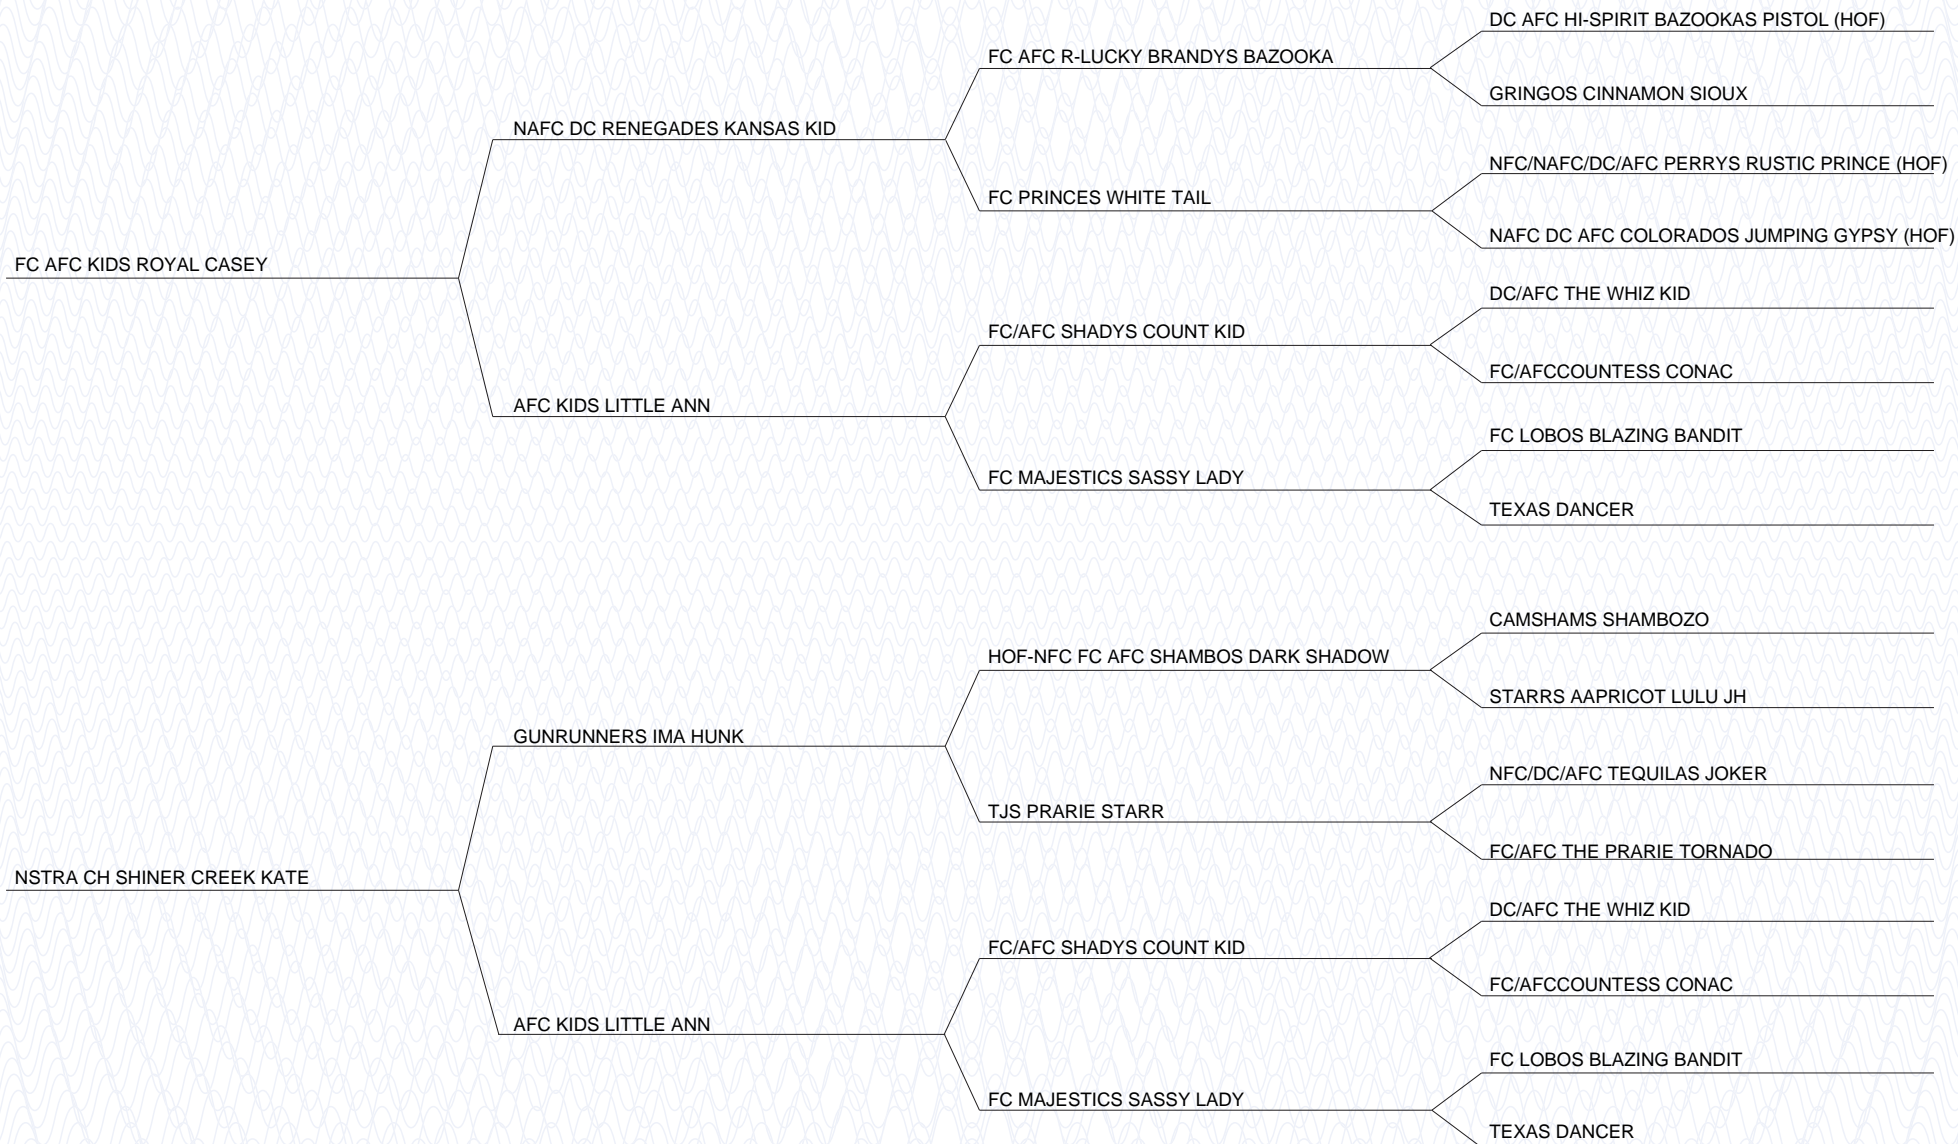 DC AFC HI-SPIRIT BAZOOKAS PISTOL (HOF)
FC AFC R-LUCKY BRANDYS BAZOOKA
GRINGOS CINNAMON SIOUX
NAFC DC RENEGADES KANSAS KID
NFC/NAFC/DC/AFC PERRYS RUSTIC PRINCE (HOF)
FC PRINCES WHITE TAIL
NAFC DC AFC COLORADOS JUMPING GYPSY (HOF)
FC AFC KIDS ROYAL CASEY
DC/AFC THE WHIZ KID
FC/AFC SHADYS COUNT KID
FC/AFCCOUNTESS CONAC
AFC KIDS LITTLE ANN
FC LOBOS BLAZING BANDIT
FC MAJESTICS SASSY LADY
TEXAS DANCER
CAMSHAMS SHAMBOZO
HOF-NFC FC AFC SHAMBOS DARK SHADOW
STARRS AAPRICOT LULU JH
GUNRUNNERS IMA HUNK
NFC/DC/AFC TEQUILAS JOKER
TJS PRARIE STARR
FC/AFC THE PRARIE TORNADO
NSTRA CH SHINER CREEK KATE
DC/AFC THE WHIZ KID
FC/AFC SHADYS COUNT KID
FC/AFCCOUNTESS CONAC
AFC KIDS LITTLE ANN
FC LOBOS BLAZING BANDIT
FC MAJESTICS SASSY LADY
TEXAS DANCER